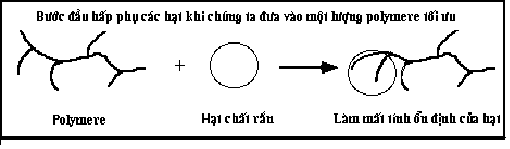 Bước đầu hấp phụ các hạt khi chúng ta đưa vào một lượng polymere tối ưu
+
Polymere
Hạt chất rắn
Làm mất tính ổn định của hạt